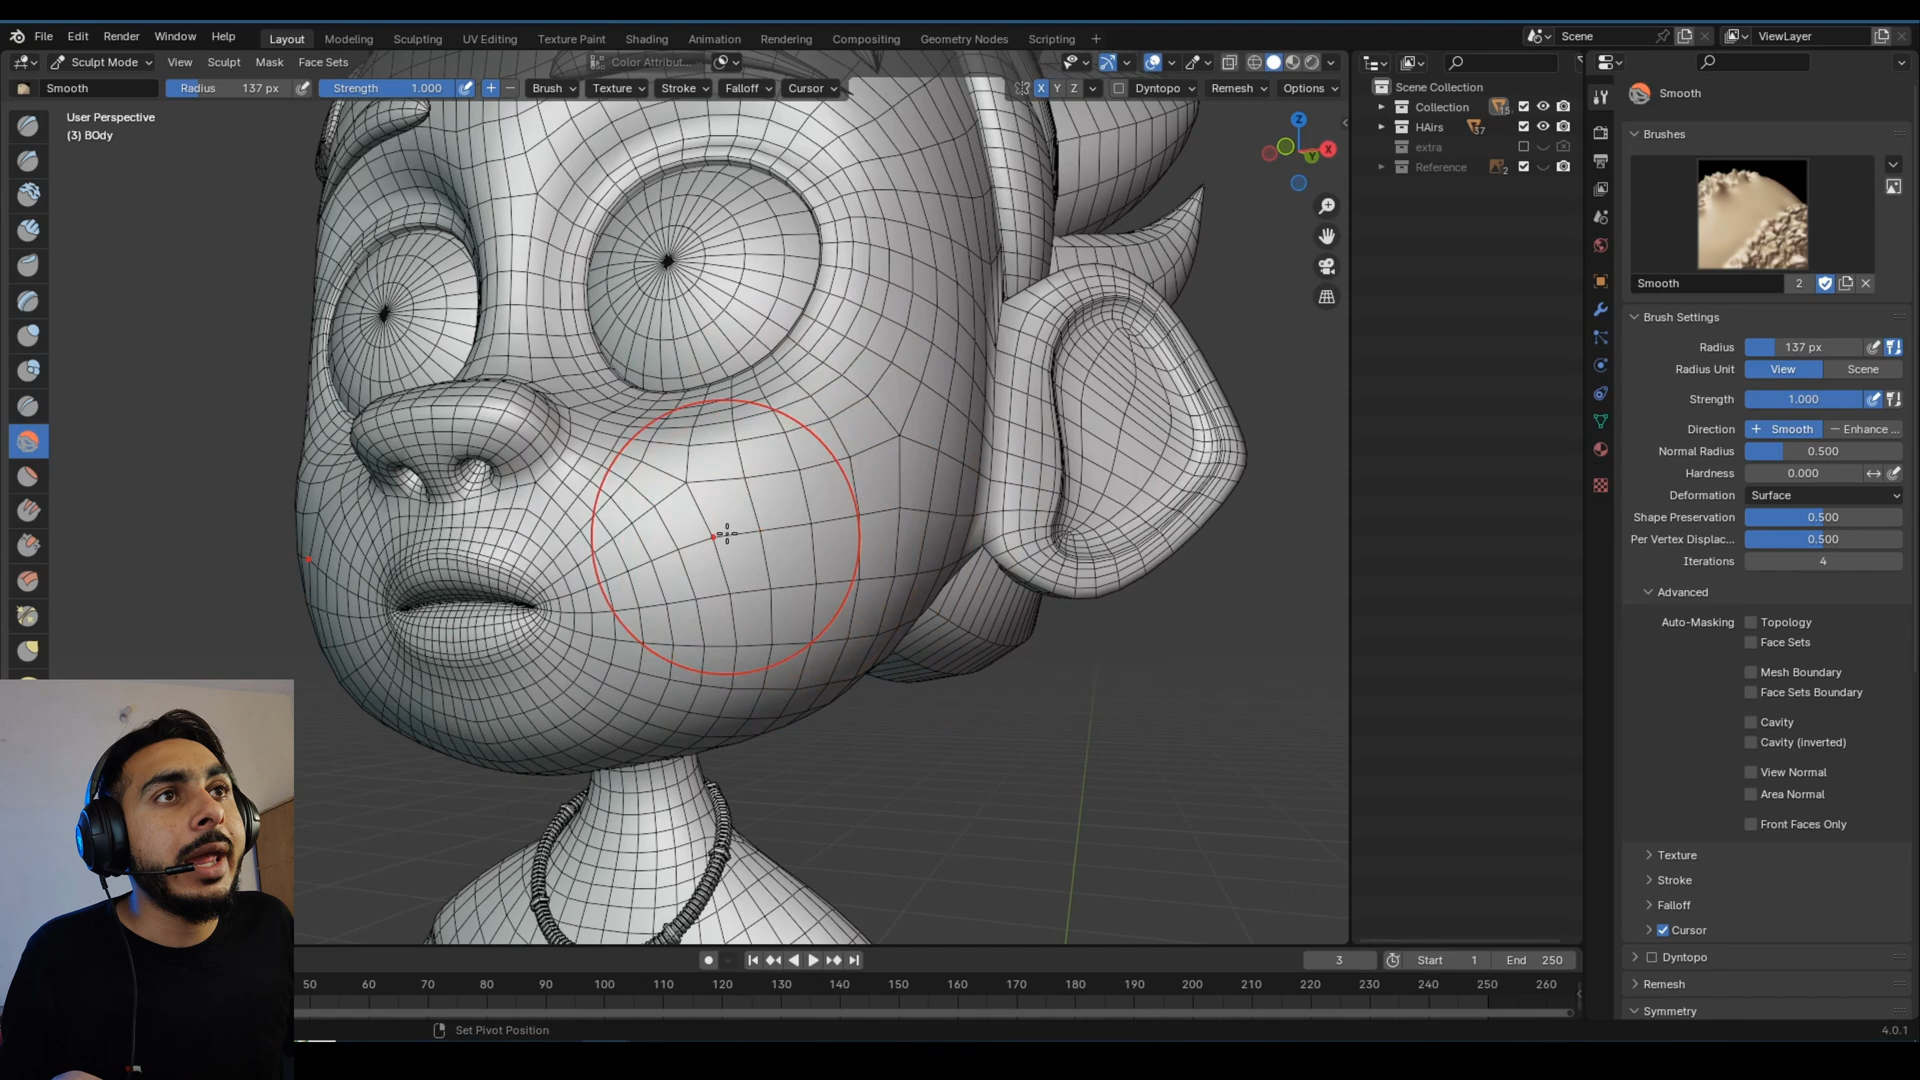 File Edit Render Window Help
Layout Modeling Sculpting UV Editing Texture Paint Shading Animation Rendering Compositing Geometry Nodes Scripting +
Scene
ViewLayer
Sculpt Mode View Sculpt Mask Face Sets
Color Attribut...
Smooth
Radius 137 px
Strength 1.000
Brush Texture Stroke Falloff Cursor
X Y Z
Dyntopo Remesh Options
User Perspective
(3) BOdy
Z
X
Y
Scene Collection
Collection 15
HAirs 37
extra
Reference 2
Smooth
Brushes
Smooth 2
Brush Settings
Radius 137 px
Radius Unit View Scene
Strength 1.000
Direction + Smooth − Enhance ...
Normal Radius 0.500
Hardness 0.000
Deformation Surface
Shape Preservation 0.500
Per Vertex Displac... 0.500
Iterations 4
Advanced
Auto-Masking Topology
Face Sets
Mesh Boundary
Face Sets Boundary
Cavity
Cavity (inverted)
View Normal
Area Normal
Front Faces Only
Texture
Stroke
Falloff
Cursor
Dyntopo
Remesh
Symmetry
3
Start 1
End 250
50 60 70 80 90 100 110 120 130 140 150 160 170 180 190 200 210 220 230 240 250 260
Set Pivot Position
4.0.1